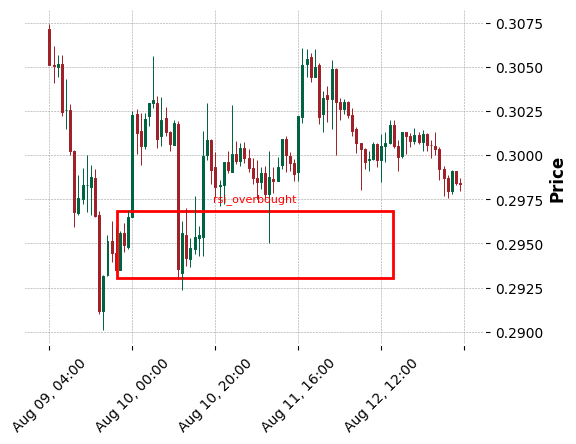 0.3075
0.3050
0.3025
0.3000
0.2975
0.2950
0.2925
0.2900
Price
rsi_overbought
Aug 09, 04:00
Aug 10, 00:00
Aug 10, 20:00
Aug 11, 16:00
Aug 12, 12:00